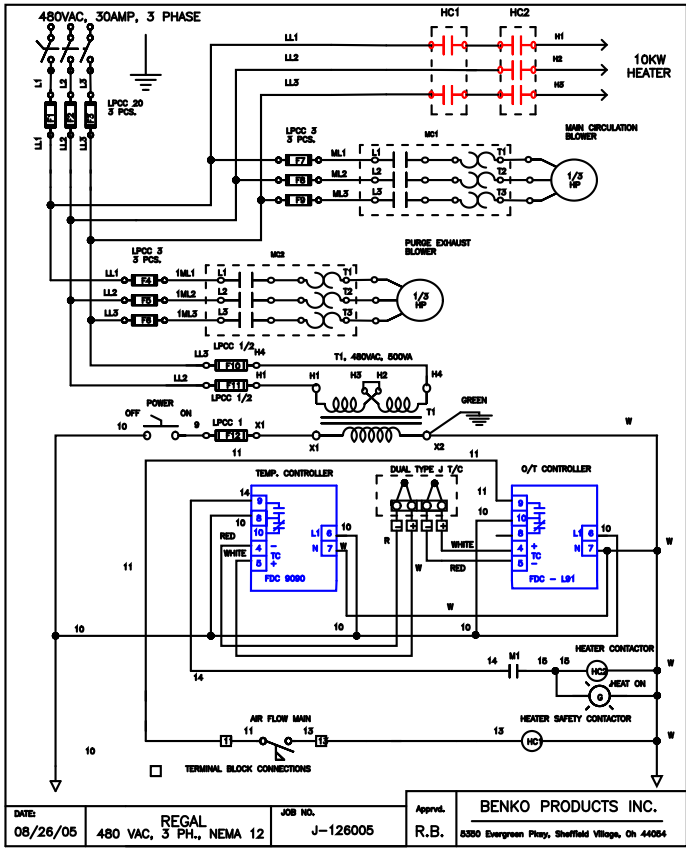 480VAC, 30AMP, 3 PHASE
HC1 HC2
L1 L2 L3
LL1 H1
LL2 H2
LL3 H3
10KW
HEATER
F1 F2 F3
LPCC 20
3 PCS.
LL1 LL2 LL3
MAIN CIRCULATION
BLOWER
LPCC 3
3 PCS.
MC1
F7 ML1 L1 T1
F8 ML2 L2 T2
F9 ML3 L3 T3
1/3
HP
PURGE EXHAUST
BLOWER
LPCC 3
3 PCS.
MC2
LL1 F4 1ML1 L1 T1
LL2 F5 1ML2 L2 T2
LL3 F6 1ML3 L3 T3
1/3
HP
LPCC 1/2
LL3 F10 H4
T1, 480VAC, 500VA
LL2 F11 H1
LPCC 1/2
H1 H3 H2 H4
T1
POWER
OFF ON
10 9
LPCC 1
F12 X1
X1 X2
GREEN
W
11 11
TEMP. CONTROLLER
DUAL TYPE J T/C
O/T CONTROLLER
14 9
10 8
10
RED 4 −
WHITE 5 +
TC
L1 6 10
N 7 W
FDC 9090
− + − +
R W
11 9
10 10
8
WHITE 4 +
RED 5 −
TC
L1 6 10
N 7
FDC - L91
W
11
W
10 10 10
14
HEATER CONTACTOR
14 M1 15 15 HC2
W
HEAT ON
G
HEATER SAFETY CONTACTOR
AIR FLOW MAIN
11 11 13 13
13 HC1
W
10
TERMINAL BLOCK CONNECTIONS
DATE:
08/26/05
REGAL
480 VAC, 3 PH., NEMA 12
JOB NO.
J-126005
Apprvd.
R.B.
BENKO PRODUCTS INC.
5350 Evergreen Pkwy, Sheffield Village, Oh 44054